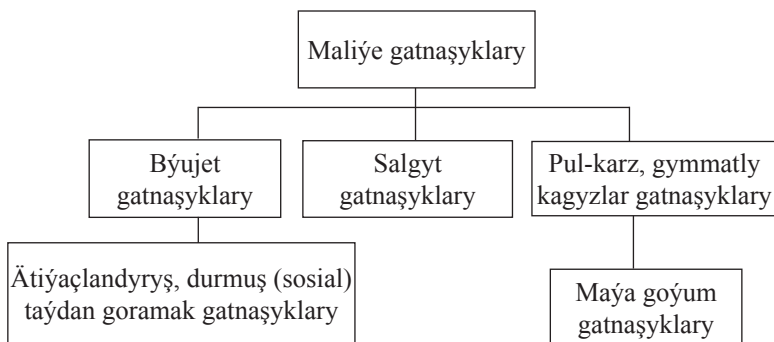 Maliýe gatnaşyklary
Býujet
gatnaşyklary
Salgyt
gatnaşyklary
Pul-karz, gymmatly
kagyzlar gatnaşyklary
Ätiýaçlandyryş, durmuş (sosial)
taýdan goramak gatnaşyklary
Maýa goýum
gatnaşyklary